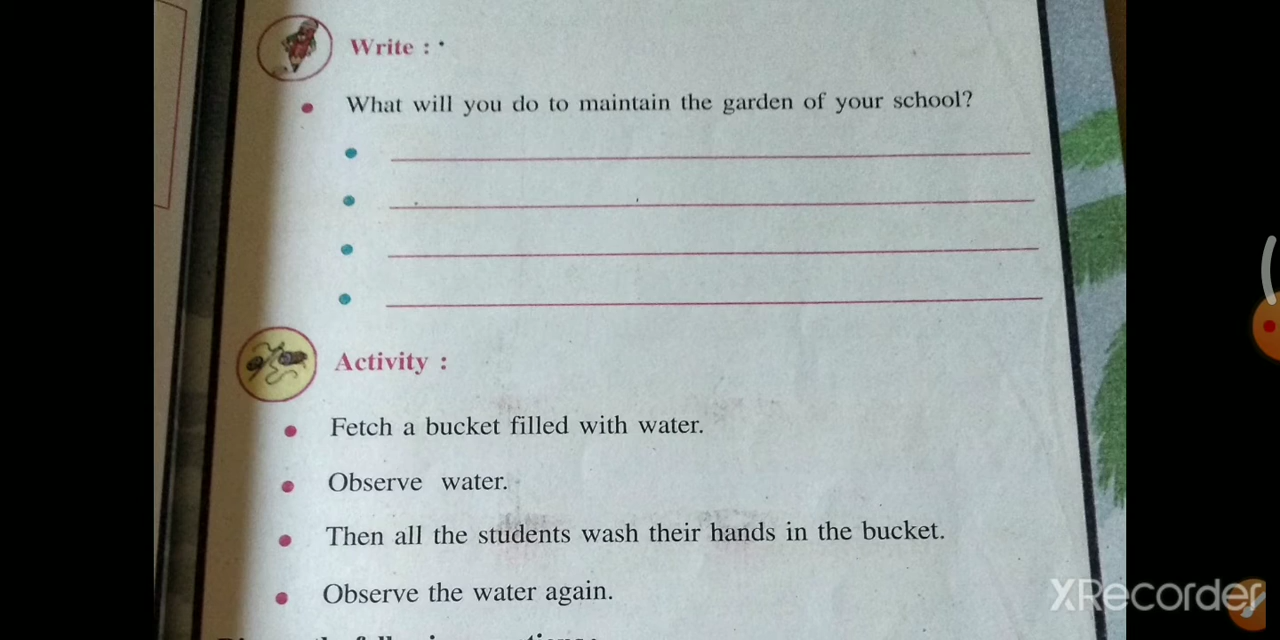 Write :
What will you do to maintain the garden of your school?
Activity :
Fetch a bucket filled with water.
Observe water.
Then all the students wash their hands in the bucket.
Observe the water again.
XRecorder